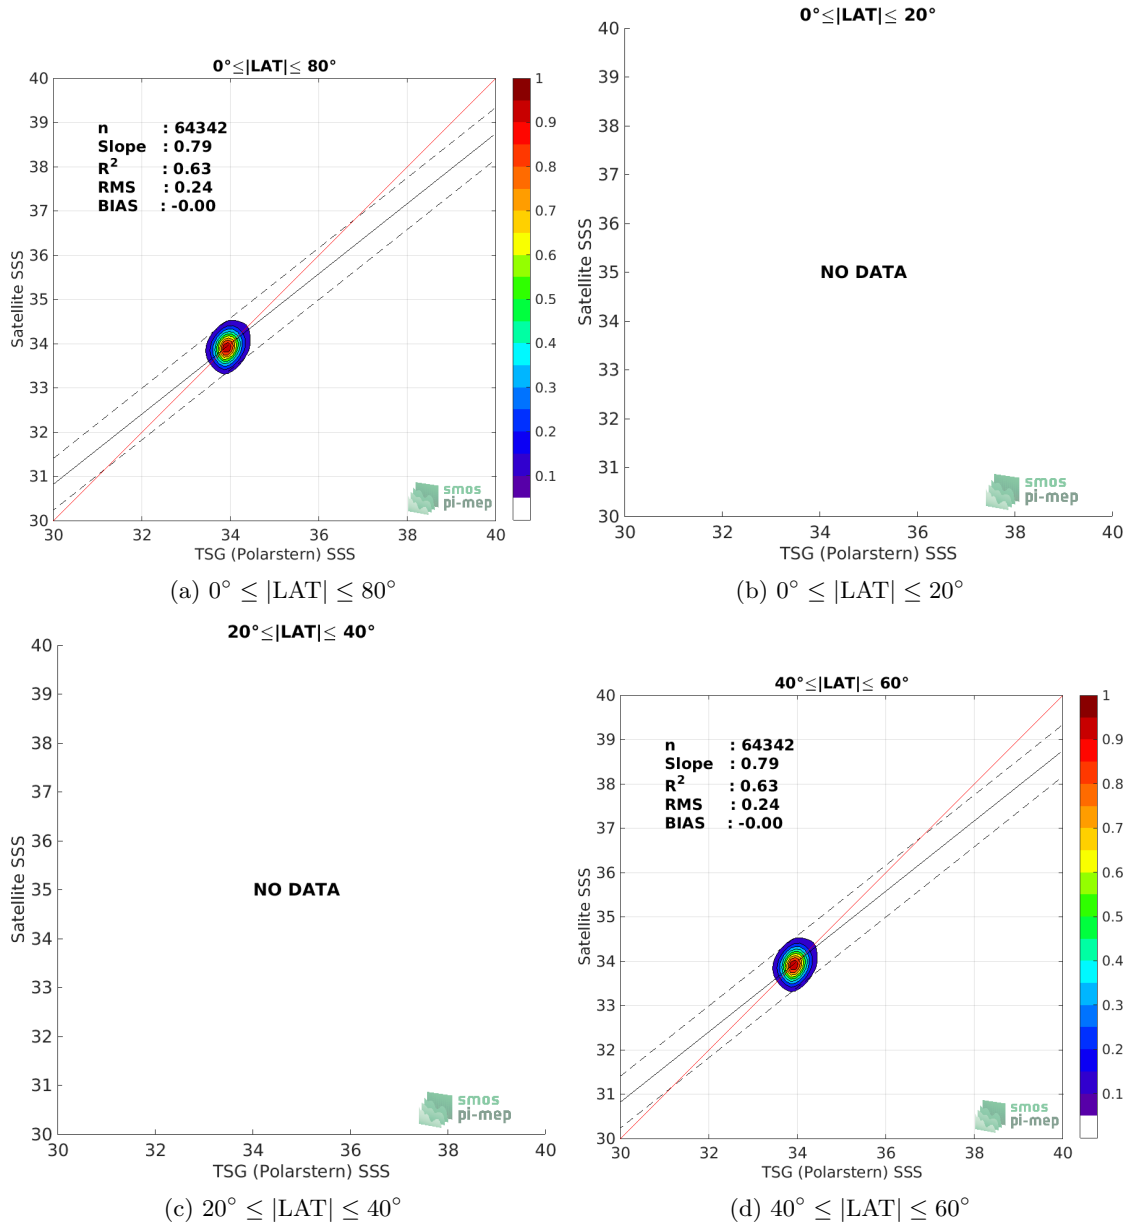 0°≤|LAT|≤ 80°
n : 64342
Slope : 0.79
R² : 0.63
RMS : 0.24
BIAS : -0.00
40
39
38
37
36
35
34
33
32
31
30
30 32 34 36 38 40
Satellite SSS
TSG (Polarstern) SSS
1
0.9
0.8
0.7
0.6
0.5
0.4
0.3
0.2
0.1
smos
pi-mep
(a) 0° ≤ |LAT| ≤ 80°
0°≤|LAT|≤ 20°
40
39
38
37
36
35
34
33
32
31
30
30 32 34 36 38 40
Satellite SSS
NO DATA
TSG (Polarstern) SSS
smos
pi-mep
(b) 0° ≤ |LAT| ≤ 20°
20°≤|LAT|≤ 40°
40
39
38
37
36
35
34
33
32
31
30
30 32 34 36 38 40
Satellite SSS
NO DATA
TSG (Polarstern) SSS
smos
pi-mep
(c) 20° ≤ |LAT| ≤ 40°
40°≤|LAT|≤ 60°
n : 64342
Slope : 0.79
R² : 0.63
RMS : 0.24
BIAS : -0.00
40
39
38
37
36
35
34
33
32
31
30
30 32 34 36 38 40
Satellite SSS
TSG (Polarstern) SSS
1
0.9
0.8
0.7
0.6
0.5
0.4
0.3
0.2
0.1
smos
pi-mep
(d) 40° ≤ |LAT| ≤ 60°